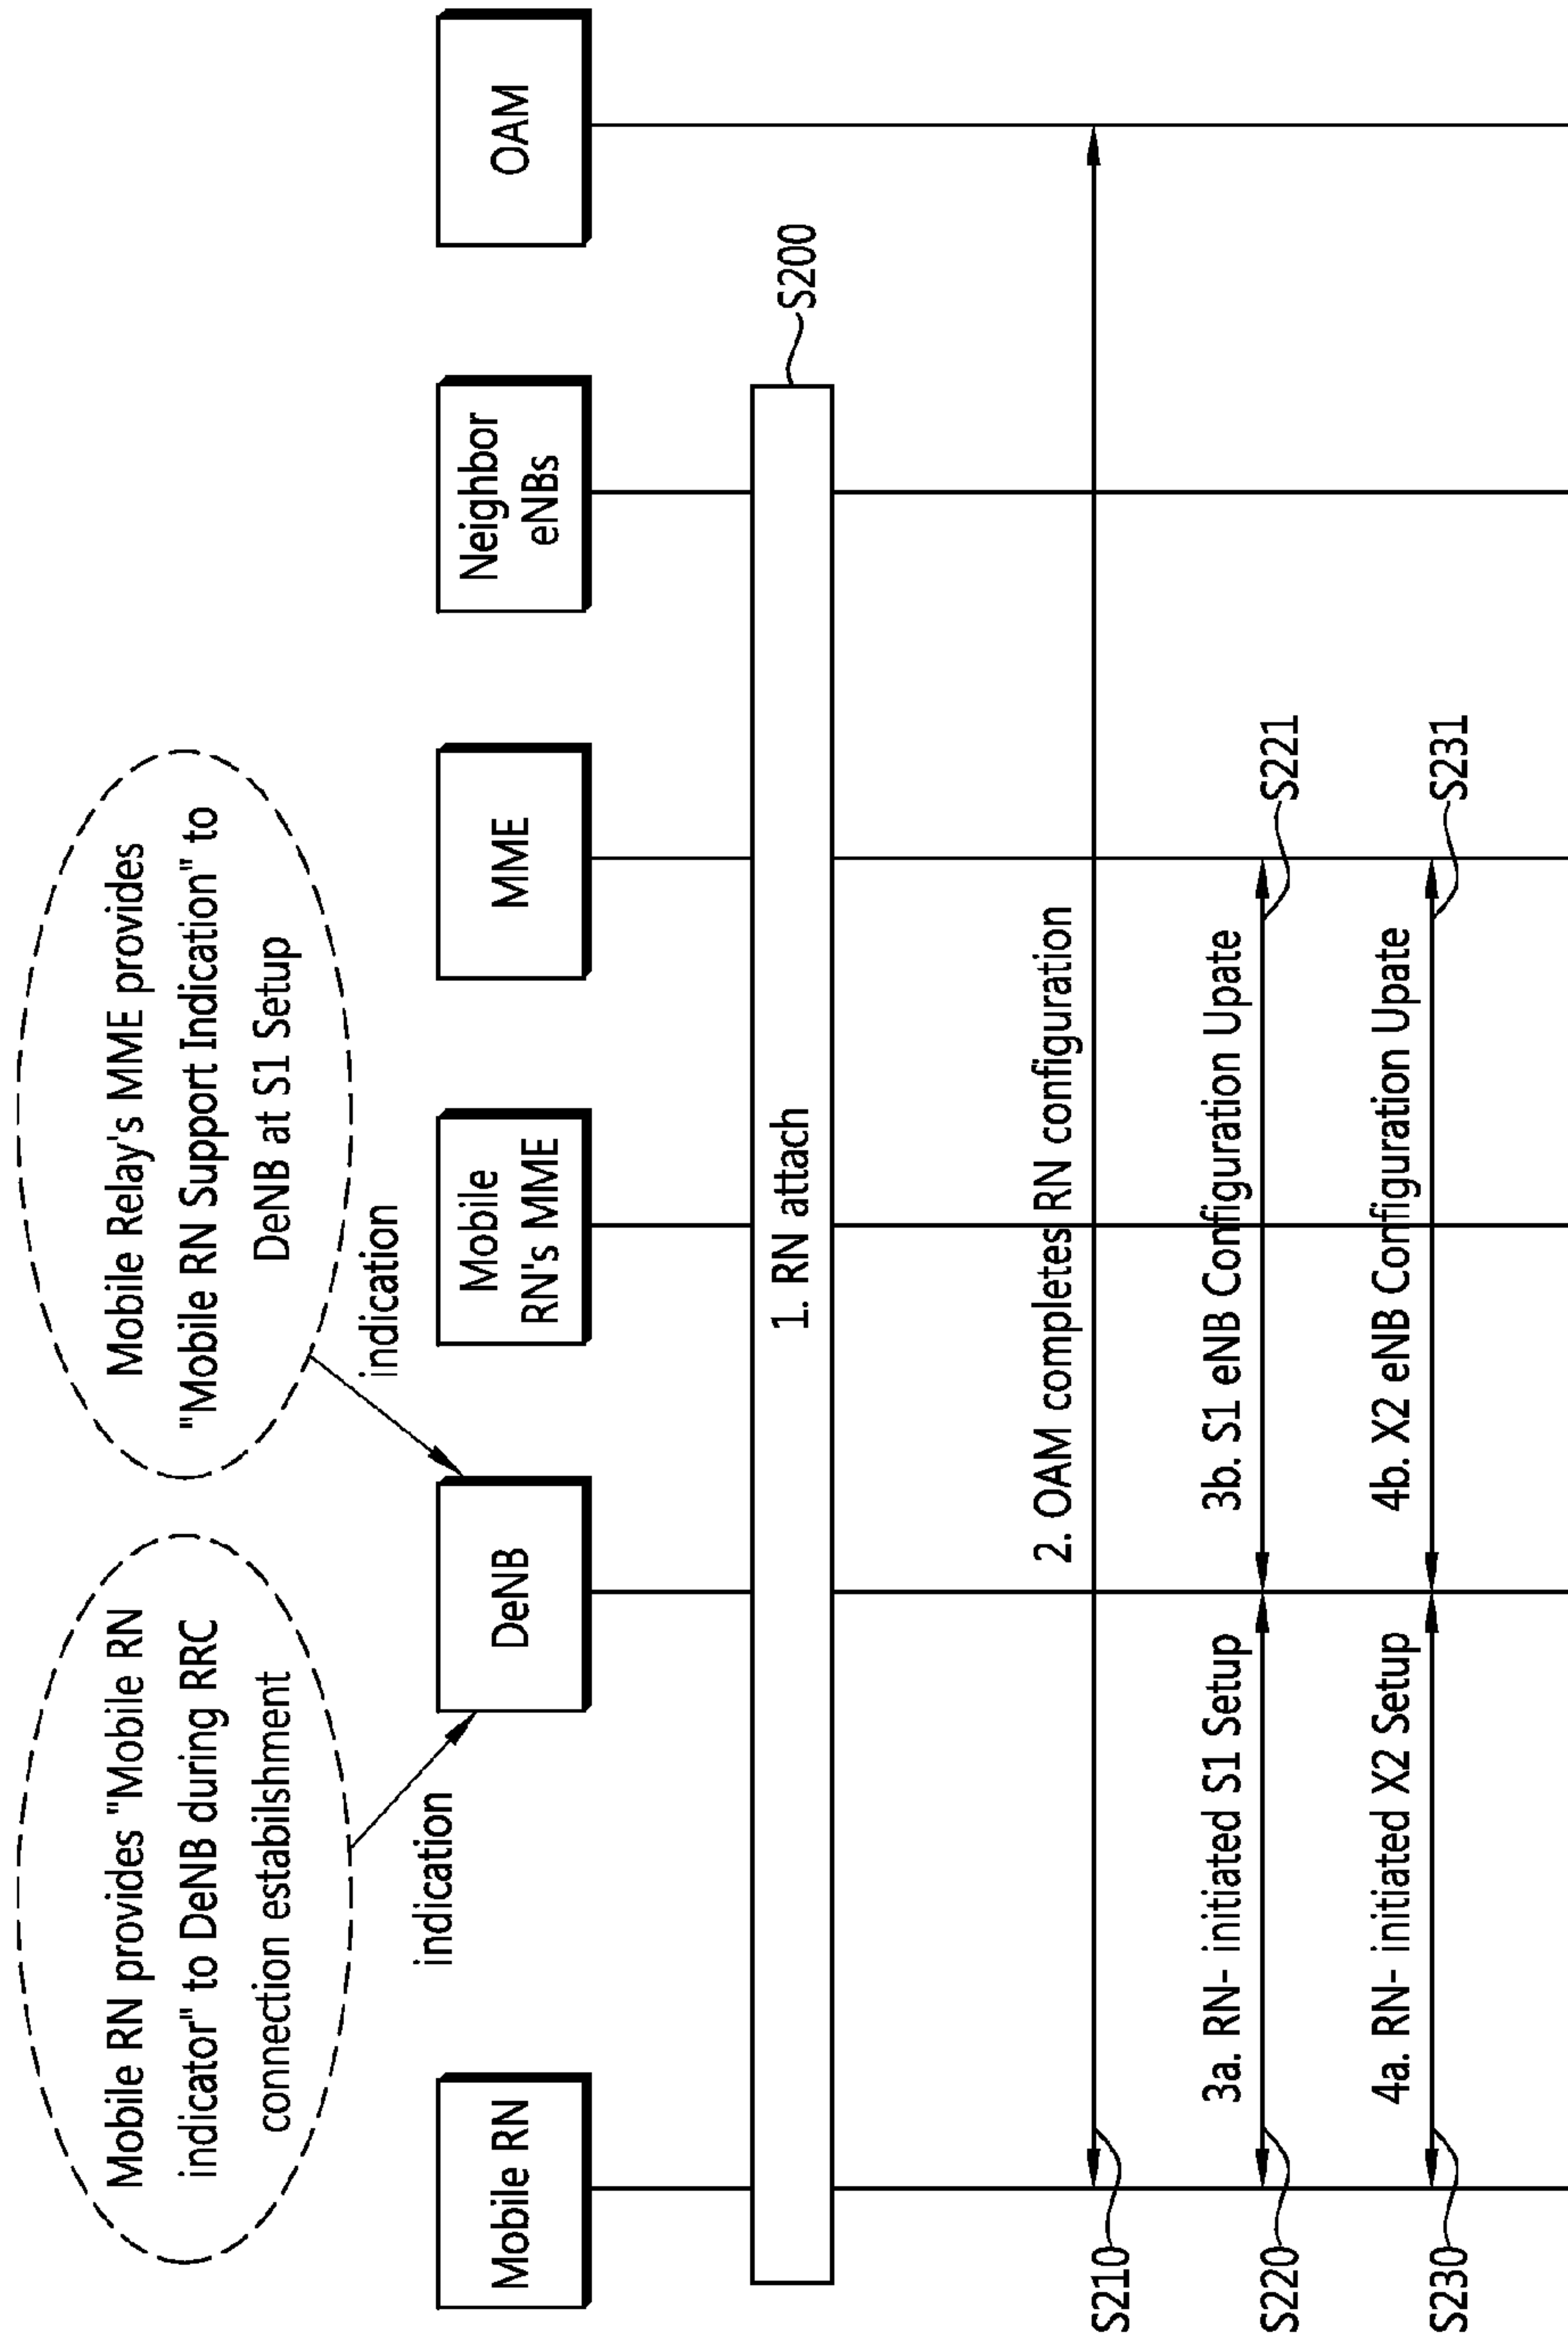 Mobile RN provides "Mobile RN
indicator" to DeNB during RRC
connection estabilshment
Mobile Relay's MME provides
"Mobile RN Support Indication" to
DeNB at S1 Setup
indication
indication
Mobile RN
DeNB
Mobile
RN's MME
MME
Neighbor
eNBs
OAM
1. RN attach
S200
2. OAM completes RN configuration
S210
3a. RN- initiated S1 Setup
3b. S1 eNB Configuration Upate
S220
S221
4a. RN- initiated X2 Setup
4b. X2 eNB Configuration Upate
S230
S231